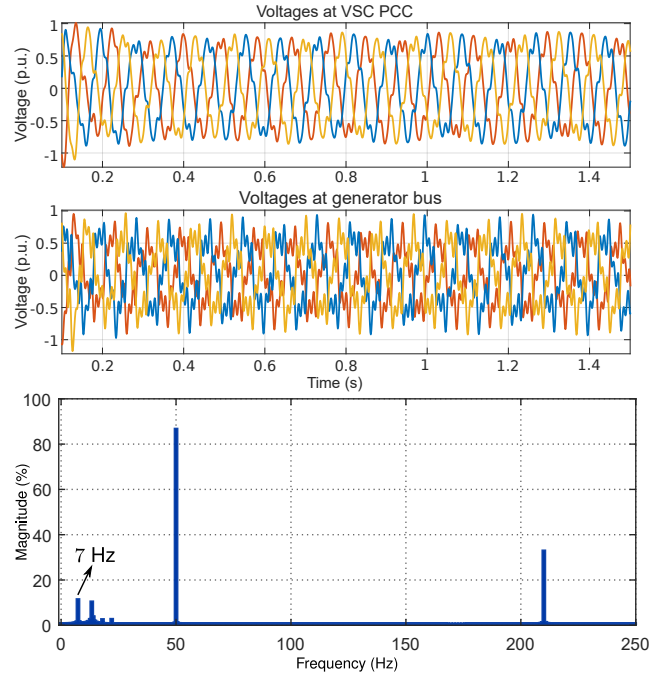 Voltages at VSC PCC
Voltage (p.u.)
1
0.5
0
-0.5
-1
0.2 0.4 0.6 0.8 1 1.2 1.4
Voltages at generator bus
Voltage (p.u.)
1
0.5
0
-0.5
-1
0.2 0.4 0.6 0.8 1 1.2 1.4
Time (s)
Magnitude (%)
100
80
60
40
20
0
7 Hz
0 50 100 150 200 250
Frequency (Hz)